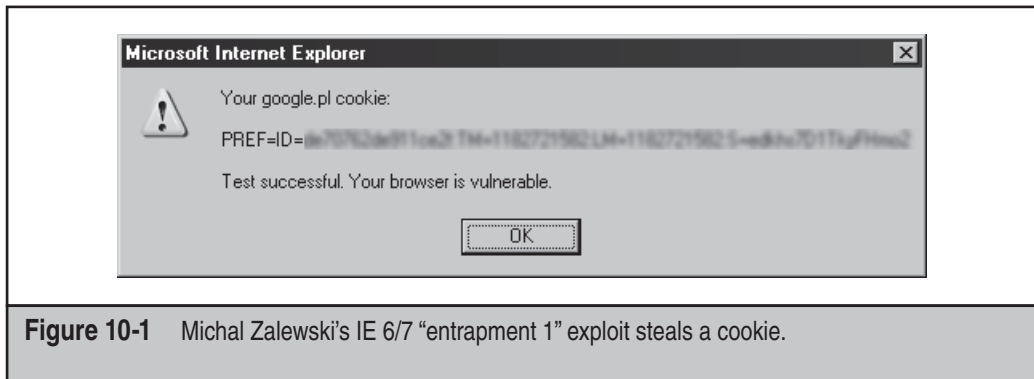 Microsoft Internet Explorer
Your google.pl cookie:
PREF=ID=
Test successful. Your browser is vulnerable.
OK
Figure 10-1 Michal Zalewski's IE 6/7 “entrapment 1” exploit steals a cookie.